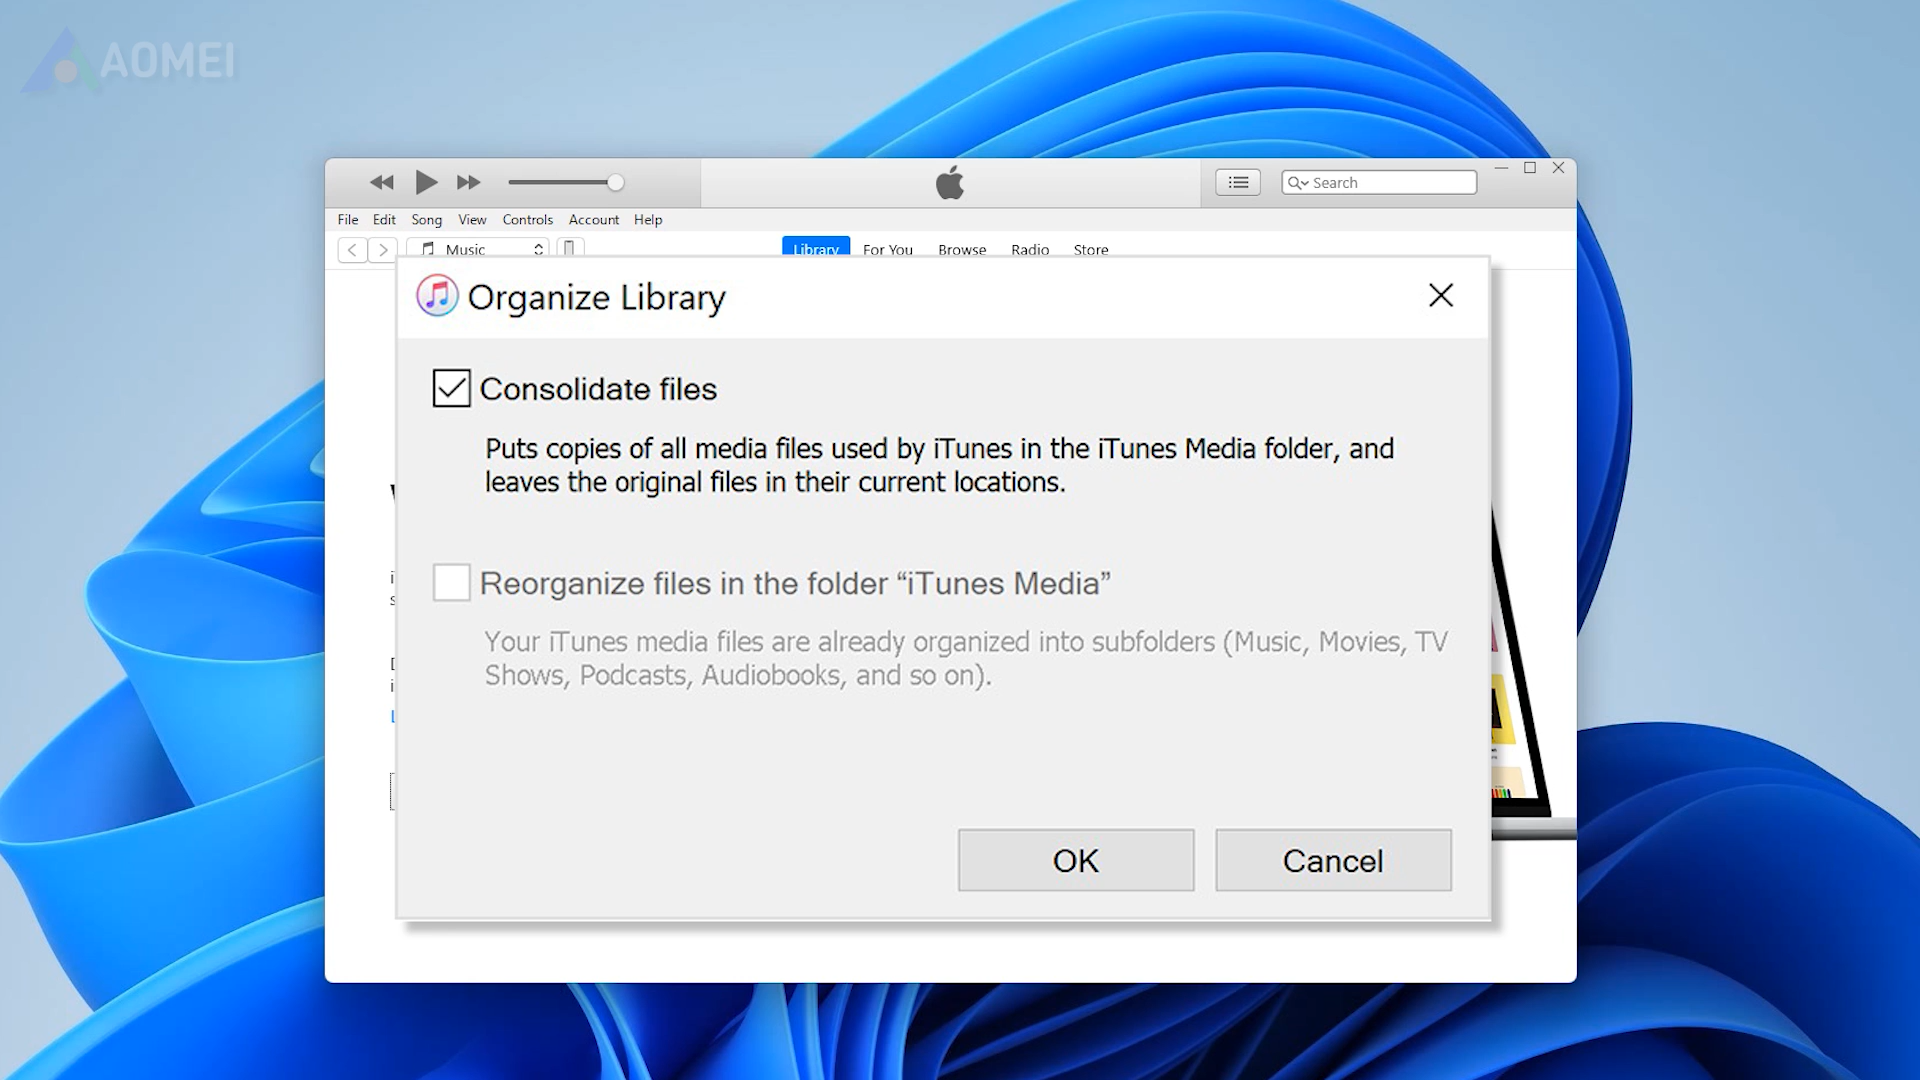 AOMEI
Search
File Edit Song View Controls Account Help
Music Library For You Browse Radio Store
Organize Library
Consolidate files
Puts copies of all media files used by iTunes in the iTunes Media folder, and
leaves the original files in their current locations.
Reorganize files in the folder “iTunes Media”
Your iTunes media files are already organized into subfolders (Music, Movies, TV
Shows, Podcasts, Audiobooks, and so on).
OK Cancel